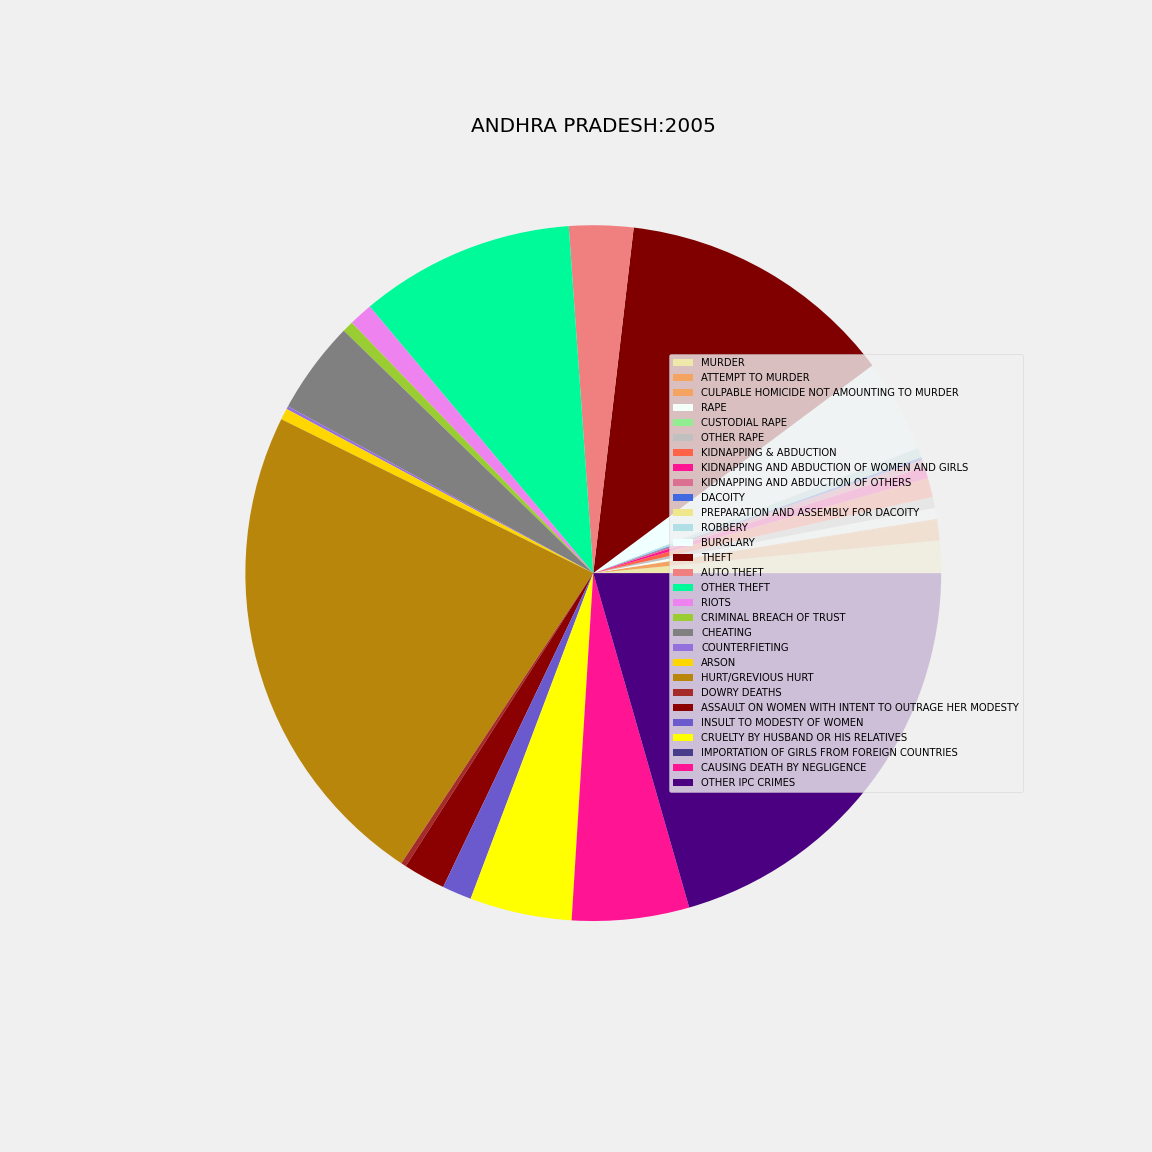 ANDHRA PRADESH:2005
MURDER
ATTEMPT TO MURDER
CULPABLE HOMICIDE NOT AMOUNTING TO MURDER
RAPE
CUSTODIAL RAPE
OTHER RAPE
KIDNAPPING & ABDUCTION
KIDNAPPING AND ABDUCTION OF WOMEN AND GIRLS
KIDNAPPING AND ABDUCTION OF OTHERS
DACOITY
PREPARATION AND ASSEMBLY FOR DACOITY
ROBBERY
BURGLARY
THEFT
AUTO THEFT
OTHER THEFT
RIOTS
CRIMINAL BREACH OF TRUST
CHEATING
COUNTERFIETING
ARSON
HURT/GREVIOUS HURT
DOWRY DEATHS
ASSAULT ON WOMEN WITH INTENT TO OUTRAGE HER MODESTY
INSULT TO MODESTY OF WOMEN
CRUELTY BY HUSBAND OR HIS RELATIVES
IMPORTATION OF GIRLS FROM FOREIGN COUNTRIES
CAUSING DEATH BY NEGLIGENCE
OTHER IPC CRIMES